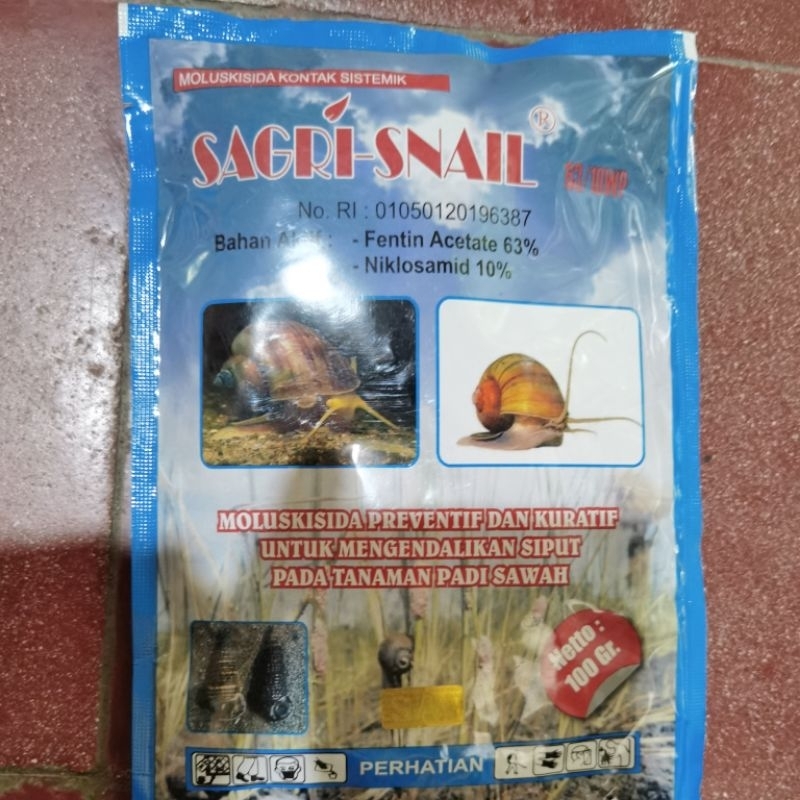 MOLUSKISIDA KONTAK SISTEMIK
SAGRI-SNAIL ®
No. RI : 01050120196387
Bahan Aktif : - Fentin Acetate 63%
- Niklosamid 10%
MOLUSKISIDA PREVENTIF DAN KURATIF
UNTUK MENGENDALIKAN SIPUT
PADA TANAMAN PADI SAWAH
Netto :
100 Gr.
PERHATIAN